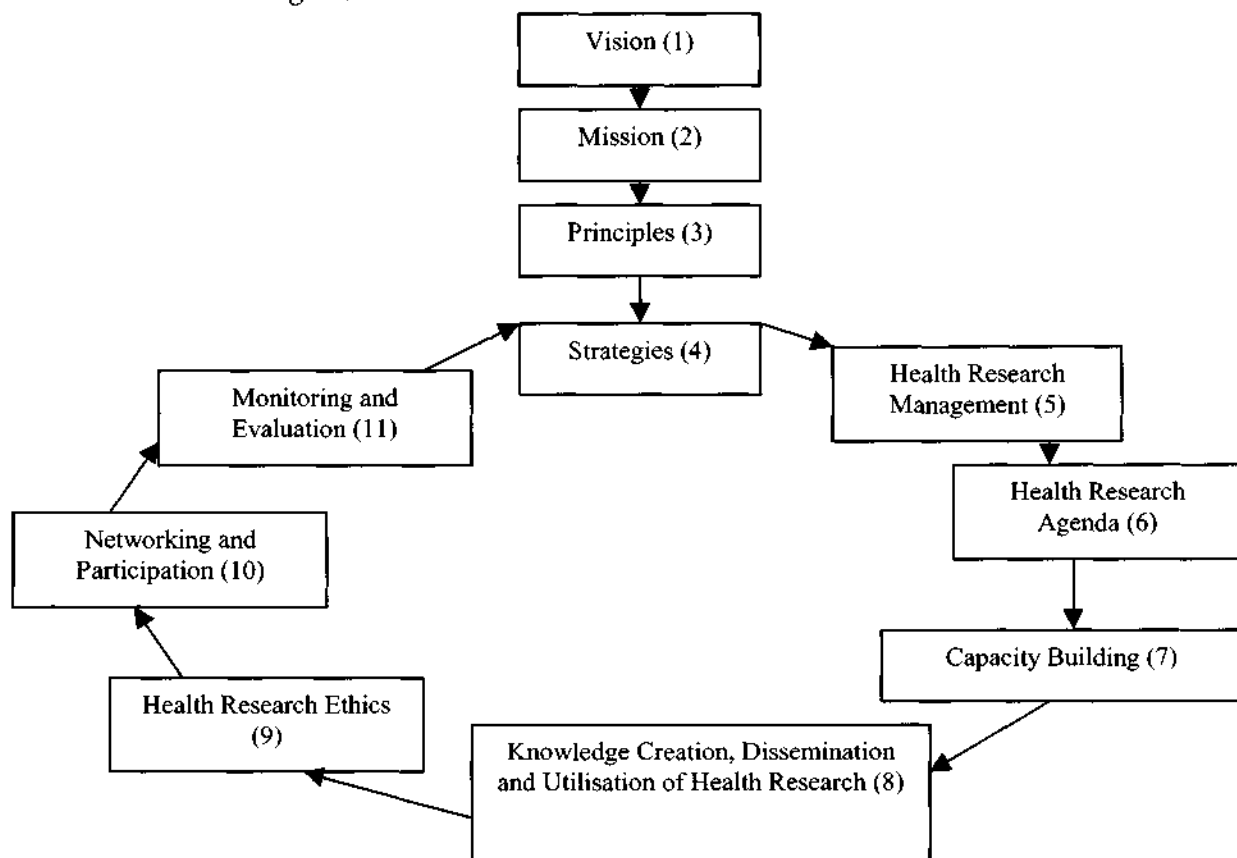 Vision (1)
Mission (2)
Principles (3)
Strategies (4)
Health Research
Management (5)
Health Research
Agenda (6)
Capacity Building (7)
Knowledge Creation, Dissemination
and Utilisation of Health Research (8)
Health Research Ethics
(9)
Networking and
Participation (10)
Monitoring and
Evaluation (11)